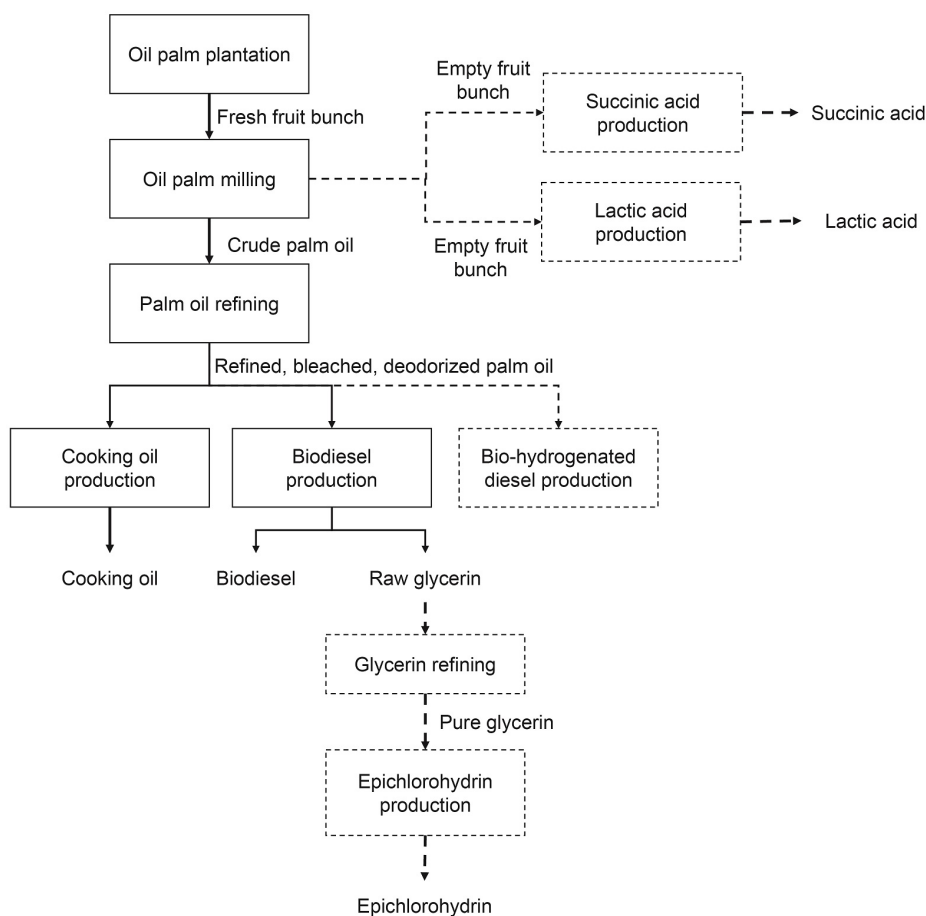 Oil palm plantation
Fresh fruit bunch
Empty fruit
bunch
Succinic acid
production
Succinic acid
Oil palm milling
Lactic acid
production
Lactic acid
Empty fruit
bunch
Crude palm oil
Palm oil refining
Refined, bleached, deodorized palm oil
Cooking oil
production
Biodiesel
production
Bio-hydrogenated
diesel production
Cooking oil
Biodiesel
Raw glycerin
Glycerin refining
Pure glycerin
Epichlorohydrin
production
Epichlorohydrin